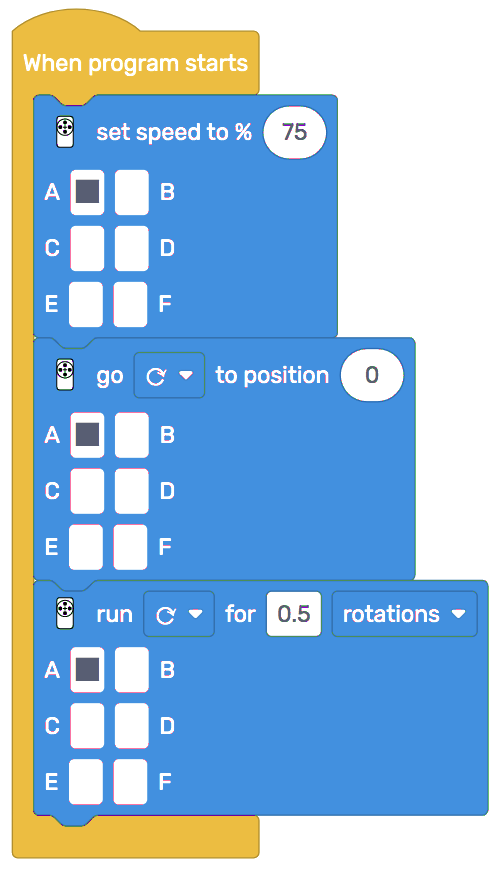 When program starts
set speed to % 75
A B
C D
E F
go to position 0
A B
C D
E F
run for 0.5 rotations
A B
C D
E F